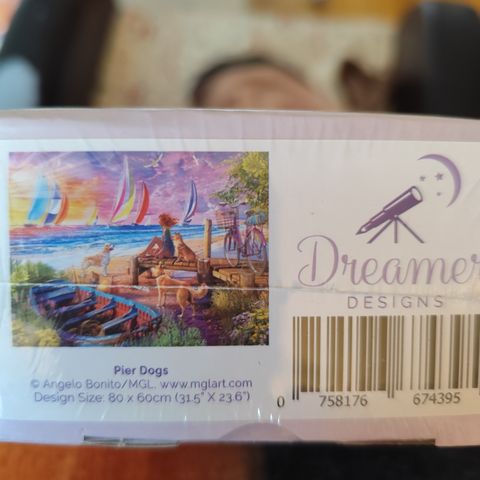 Dreamer
DESIGNS
Pier Dogs
© Angelo Bonito/MGL, www.mglart.com
Design Size: 80 x 60cm (31.5" X 23.6")
0 758176 674395